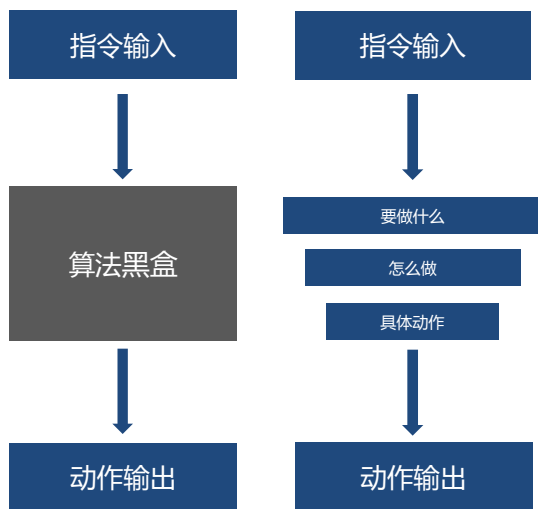 指令输入
算法黑盒
动作输出
指令输入
要做什么
怎么做
具体动作
动作输出